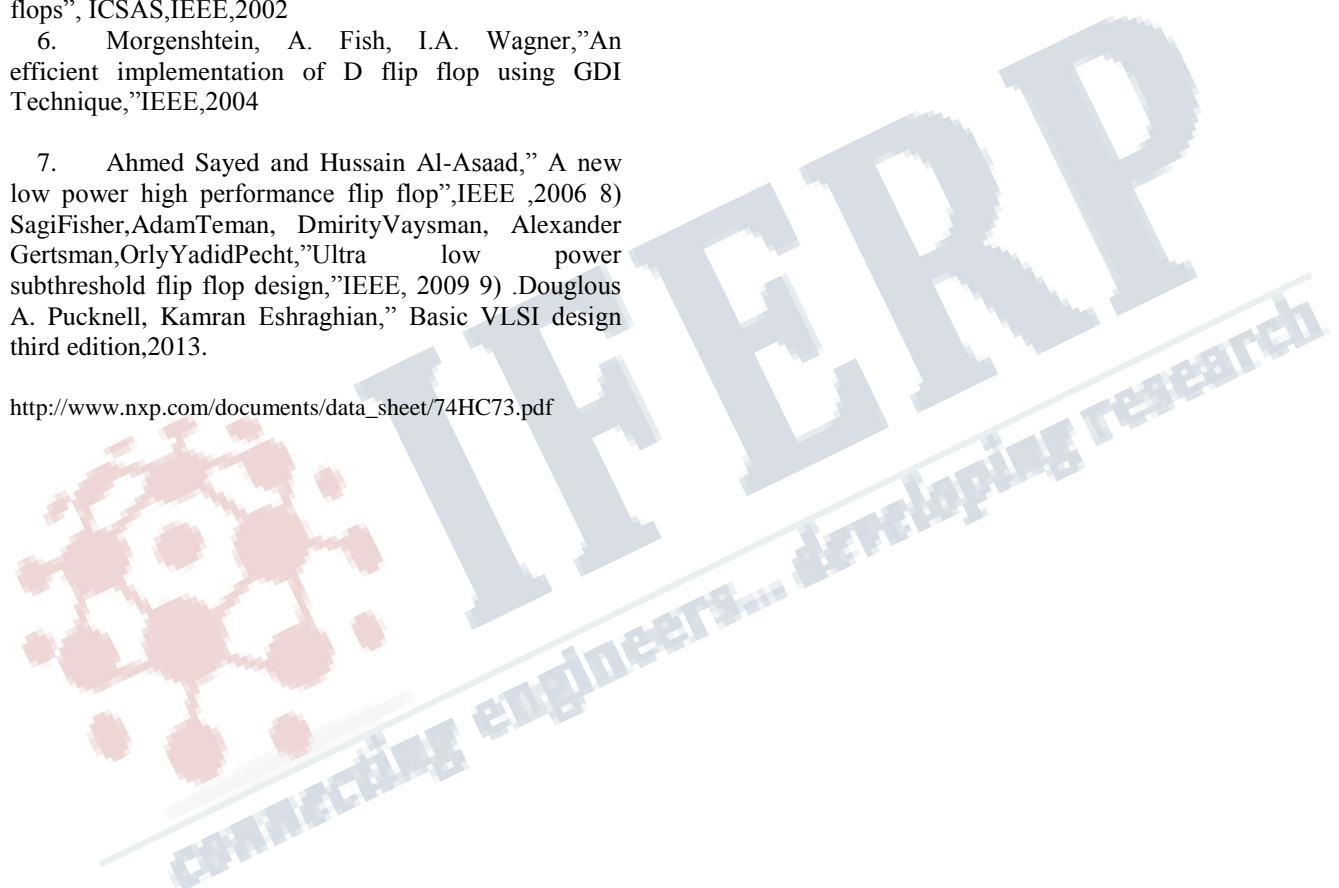 flops", ICSAS,IEEE,2002
6. Morgenshtein, A. Fish, I.A. Wagner,"An
efficient implementation of D flip flop using GDI
Technique,"IEEE,2004
7. Ahmed Sayed and Hussain Al-Asaad," A new
low power high performance flip flop",IEEE ,2006 8)
SagiFisher,AdamTeman, DmirityVaysman, Alexander
Gertsman,OrlyYadidPecht,"Ultra low power
subthreshold flip flop design,"IEEE, 2009 9) .Douglous
A. Pucknell, Kamran Eshraghian," Basic VLSI design
third edition,2013.
http://www.nxp.com/documents/data_sheet/74HC73.pdf
IFERP
connecting engineers... developing research